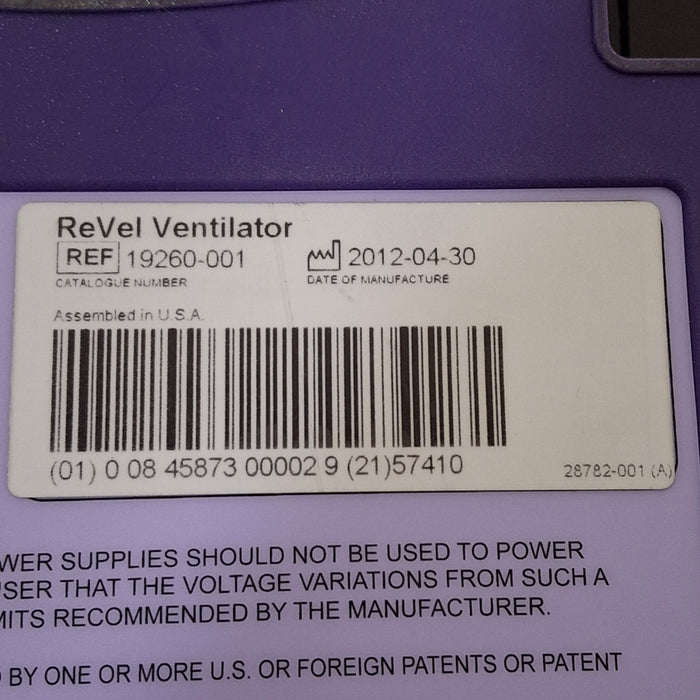 ReVel Ventilator
REF 19260-001 2012-04-30
CATALOGUE NUMBER DATE OF MANUFACTURE
Assembled in U.S.A.
(01) 0 08 45873 00002 9 (21)57410
28782-001 (A)
WER SUPPLIES SHOULD NOT BE USED TO POWER
SER THAT THE VOLTAGE VARIATIONS FROM SUCH A
MITS RECOMMENDED BY THE MANUFACTURER.
BY ONE OR MORE U.S. OR FOREIGN PATENTS OR PATENT